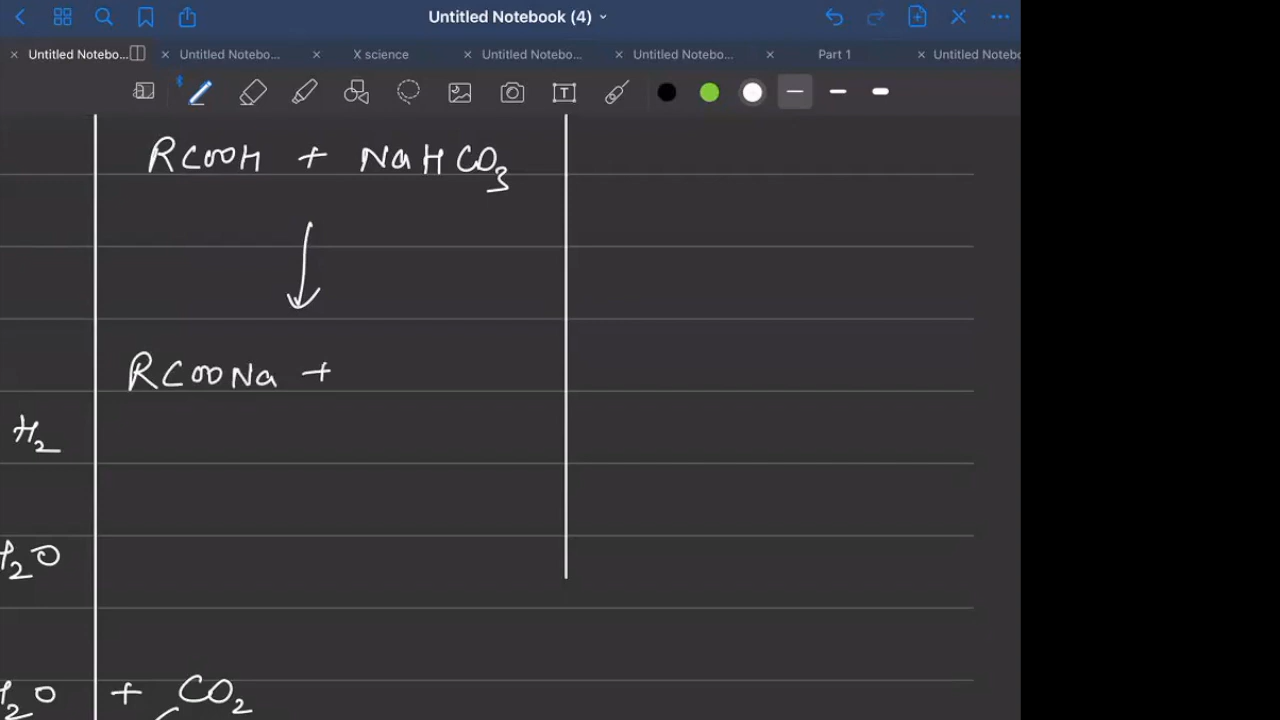 Untitled Notebook (4)
Untitled Notebo... Untitled Notebo... X science Untitled Notebo... Untitled Notebo... Part 1 Untitled Noteb
T
RCOOH + NaHCO₃
↓
RCOONa +
H₂
H₂O
H₂O + CO₂